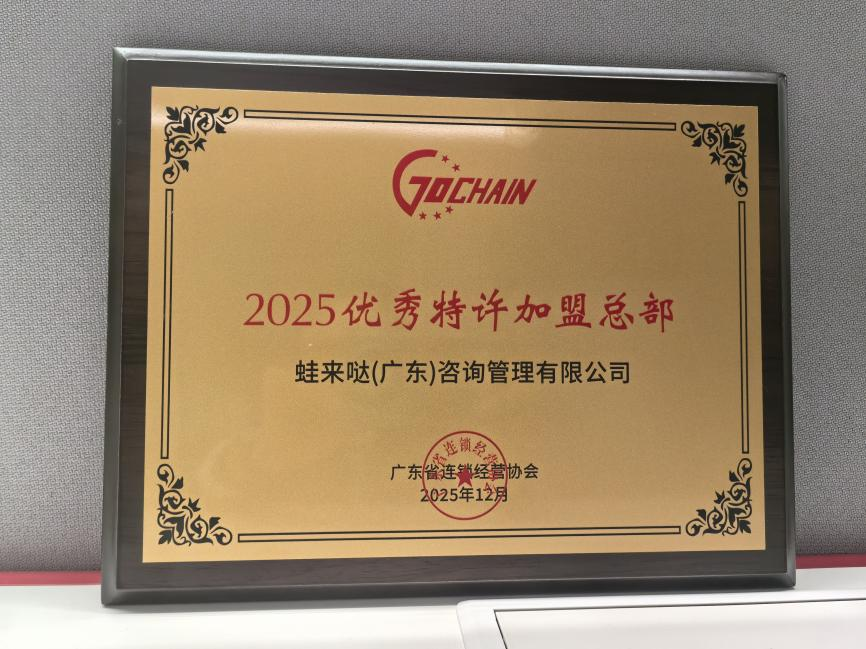 GOCHAIN
2025优秀特许加盟总部
蛙来哒(广东)咨询管理有限公司
广东省连锁经营协会
2025年12月